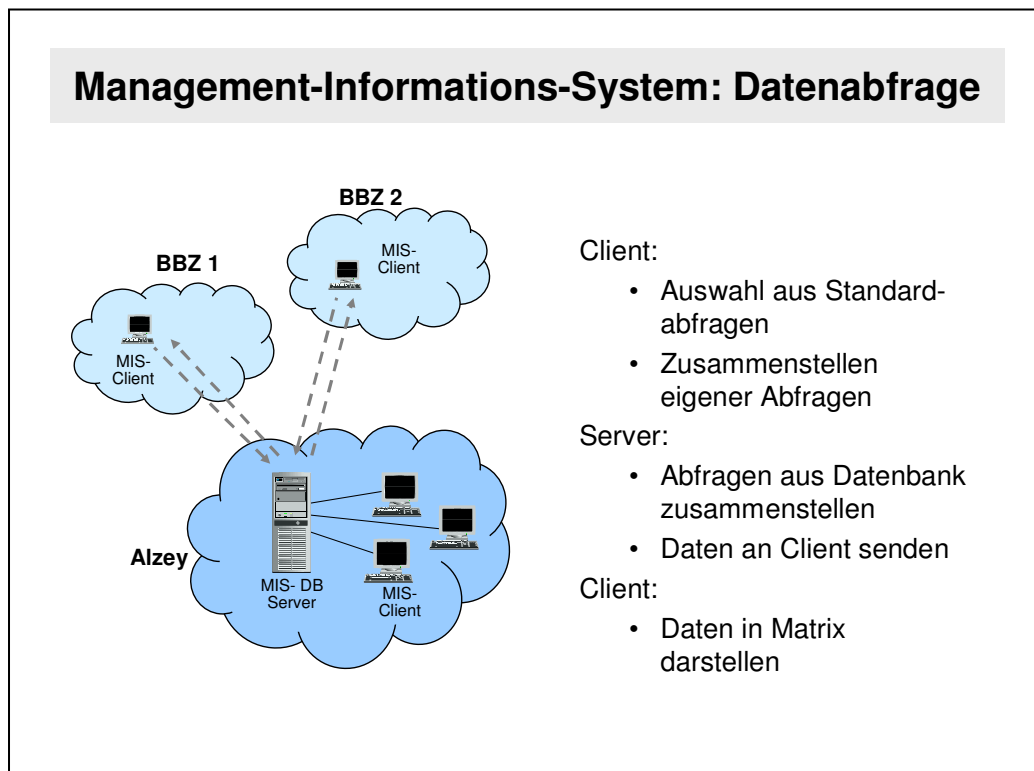 Management-Informations-System: Datenabfrage
BBZ 2
MIS-
Client
BBZ 1
MIS-
Client
Alzey
MIS- DB
Server
MIS-
Client
Client:
• Auswahl aus Standard-
abfragen
• Zusammenstellen
eigener Abfragen
Server:
• Abfragen aus Datenbank
zusammenstellen
• Daten an Client senden
Client:
• Daten in Matrix
darstellen